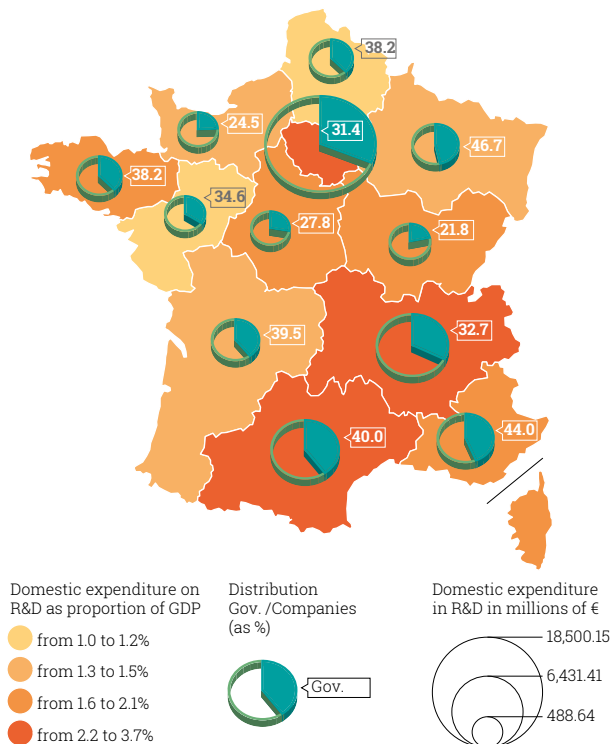 38.2
24.5
31.4
46.7
38.2
34.6
27.8
21.8
39.5
32.7
40.0
44.0
Domestic expenditure on
R&D as proportion of GDP
from 1.0 to 1.2%
from 1.3 to 1.5%
from 1.6 to 2.1%
from 2.2 to 3.7%
Distribution
Gov. /Companies
(as %)
Gov.
Domestic expenditure
in R&D in millions of €
18,500.15
6,431.41
488.64